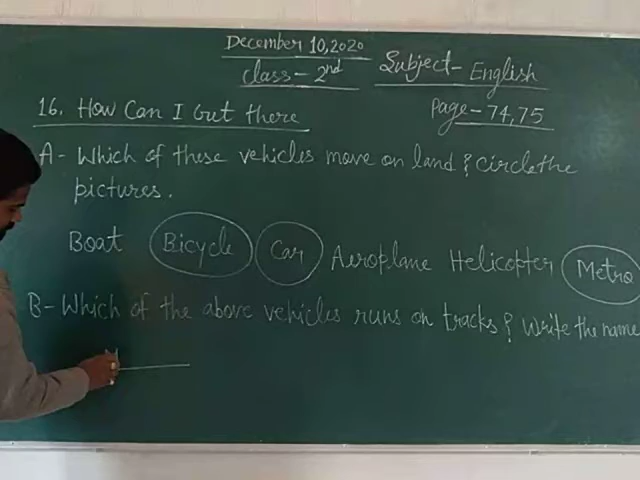 December 10,2020
Class - 2nd
Subject - English
16. How Can I Gut there
Page - 74,75
A - Which of these vehicles move on land & circle the
pictures.
Boat Bicycle Car Aeroplane Helicopter Metro
B - Which of the above vehicles runs on tracks? Write the name